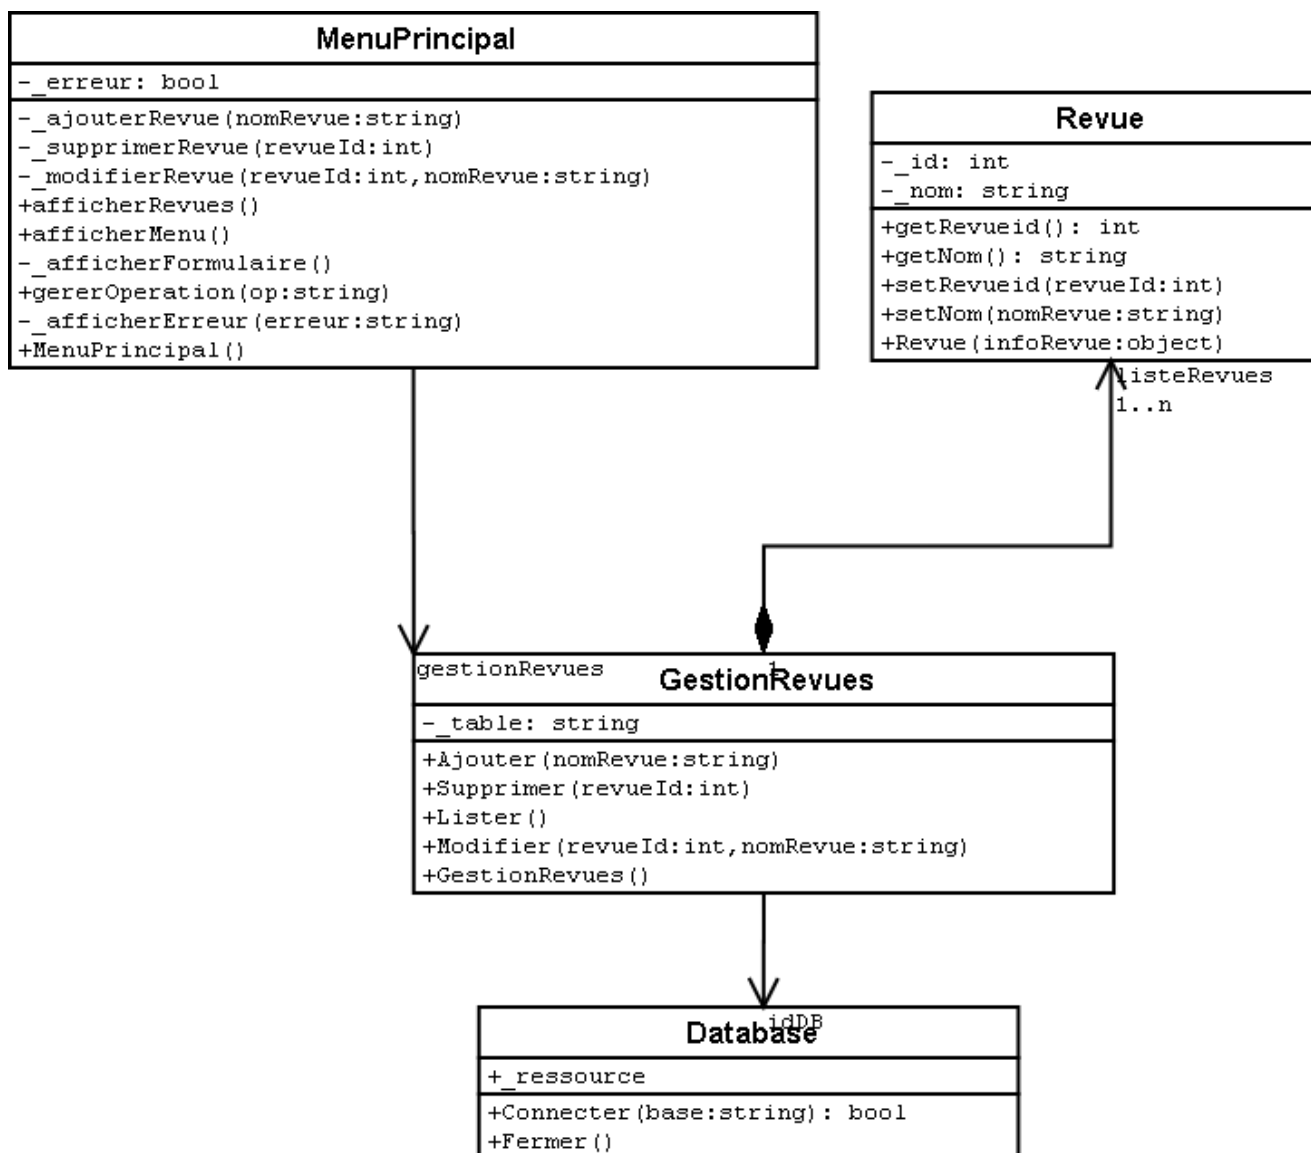 MenuPrincipal
-_erreur: bool
-_ajouterRevue(nomRevue:string)
-_supprimerRevue(revueId:int)
-_modifierRevue(revueId:int,nomRevue:string)
+afficherRevues()
+afficherMenu()
-_afficherFormulaire()
+gererOperation(op:string)
-_afficherErreur(erreur:string)
+MenuPrincipal()
Revue
-_id: int
-_nom: string
+getRevueid(): int
+getNom(): string
+setRevueid(revueId:int)
+setNom(nomRevue:string)
+Revue(infoRevue:object)
listeRevues
1..n
gestionRevues
1
GestionRevues
-_table: string
+Ajouter(nomRevue:string)
+Supprimer(revueId:int)
+Lister()
+Modifier(revueId:int,nomRevue:string)
+GestionRevues()
idDB
Database
+_ressource
+Connecter(base:string): bool
+Fermer()